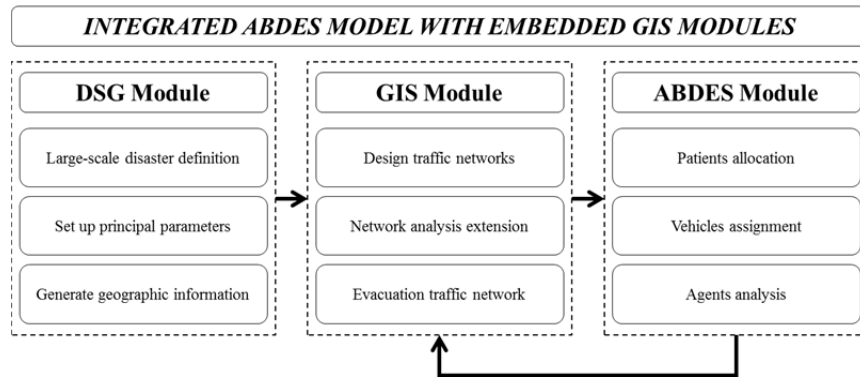 INTEGRATED ABDES MODEL WITH EMBEDDED GIS MODULES
DSG Module
Large-scale disaster definition
Set up principal parameters
Generate geographic information
GIS Module
Design traffic networks
Network analysis extension
Evacuation traffic network
ABDES Module
Patients allocation
Vehicles assignment
Agents analysis